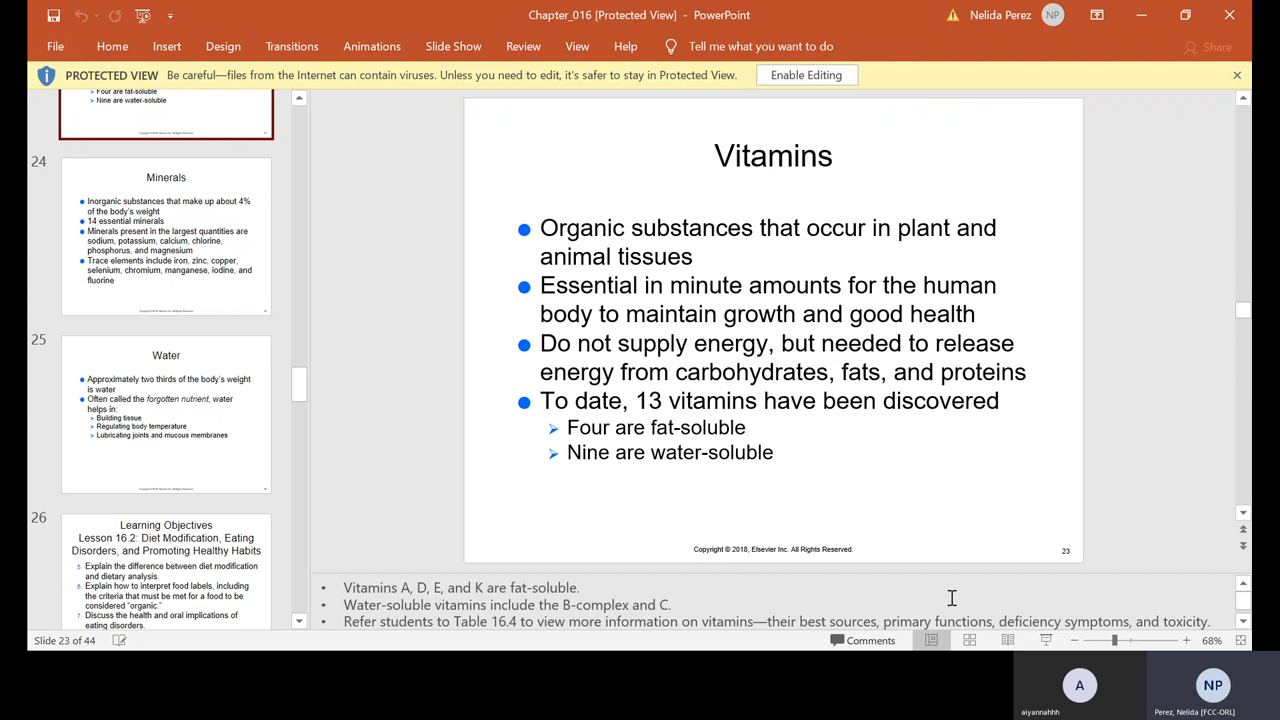 Chapter_016 [Protected View] - PowerPoint
Nelida Perez
NP
File Home Insert Design Transitions Animations Slide Show Review View Help Tell me what you want to do
Share
PROTECTED VIEW Be careful—files from the Internet can contain viruses. Unless you need to edit, it's safer to stay in Protected View. Enable Editing
Four are fat-soluble
Nine are water-soluble
24
Minerals
Inorganic substances that make up about 4%
of the body's weight
14 essential minerals
Minerals present in the largest quantities are
sodium, potassium, calcium, chlorine,
phosphorus, and magnesium
Trace elements include iron, zinc, copper,
selenium, chromium, manganese, iodine, and
fluorine
25
Water
Approximately two thirds of the body's weight
is water
Often called the forgotten nutrient, water
helps in:
Building tissue
Regulating body temperature
Lubricating joints and mucous membranes
26
Learning Objectives
Lesson 16.2: Diet Modification, Eating
Disorders, and Promoting Healthy Habits
5. Explain the difference between diet modification
and dietary analysis.
6. Explain how to interpret food labels, including
the criteria that must be met for a food to be
considered "organic."
7. Discuss the health and oral implications of
eating disorders.
Vitamins
Organic substances that occur in plant and
animal tissues
Essential in minute amounts for the human
body to maintain growth and good health
Do not supply energy, but needed to release
energy from carbohydrates, fats, and proteins
To date, 13 vitamins have been discovered
Four are fat-soluble
Nine are water-soluble
Copyright © 2018, Elsevier Inc. All Rights Reserved.
23
• Vitamins A, D, E, and K are fat-soluble.
• Water-soluble vitamins include the B-complex and C.
• Refer students to Table 16.4 to view more information on vitamins—their best sources, primary functions, deficiency symptoms, and toxicity.
Slide 23 of 44
Comments
68%
A
aiyannahhh
NP
Perez, Nelida [FCC-ORL]